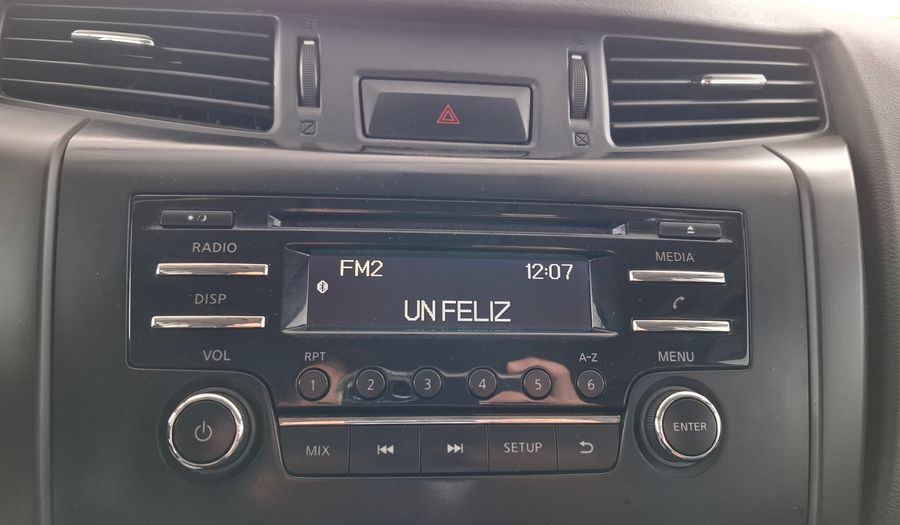 RADIO
MEDIA
FM2 12:07
DISP
UN FELIZ
VOL
MENU
RPT
A-Z
1 2 3 4 5 6
MIX
SETUP
ENTER